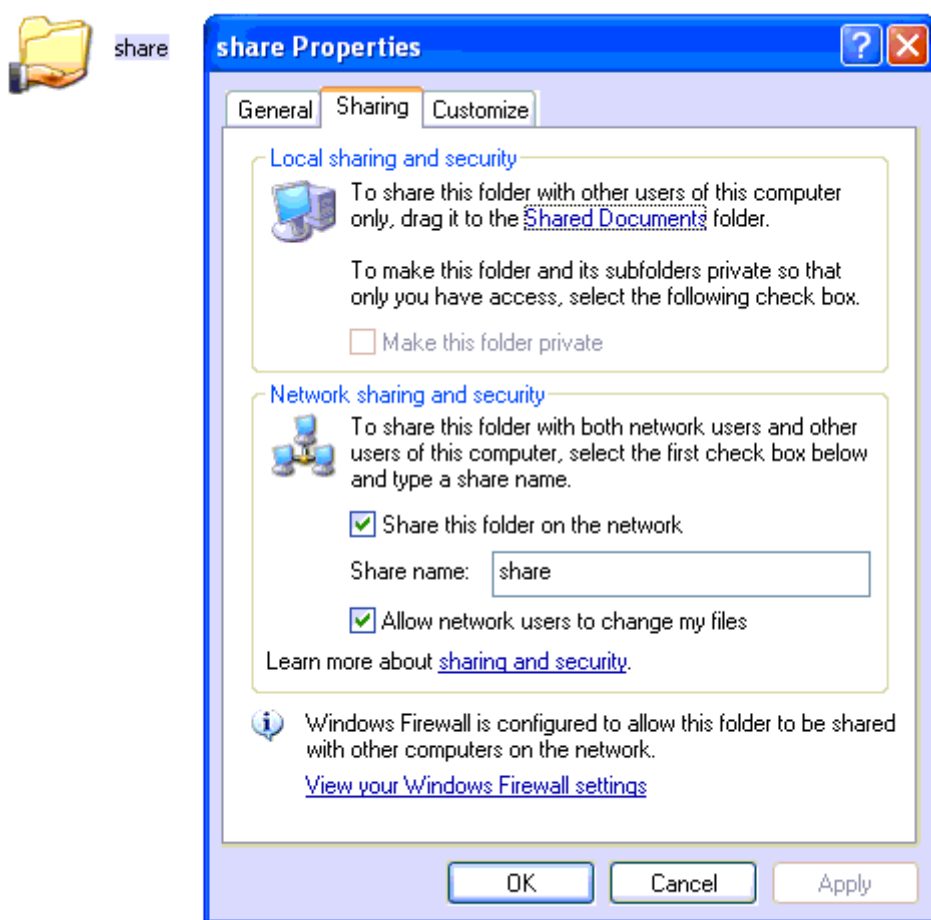 share
share Properties
General Sharing Customize
Local sharing and security
To share this folder with other users of this computer
only, drag it to the Shared Documents folder.
To make this folder and its subfolders private so that
only you have access, select the following check box.
Make this folder private
Network sharing and security
To share this folder with both network users and other
users of this computer, select the first check box below
and type a share name.
Share this folder on the network
Share name: share
Allow network users to change my files
Learn more about sharing and security.
Windows Firewall is configured to allow this folder to be shared
with other computers on the network.
View your Windows Firewall settings
OK Cancel Apply